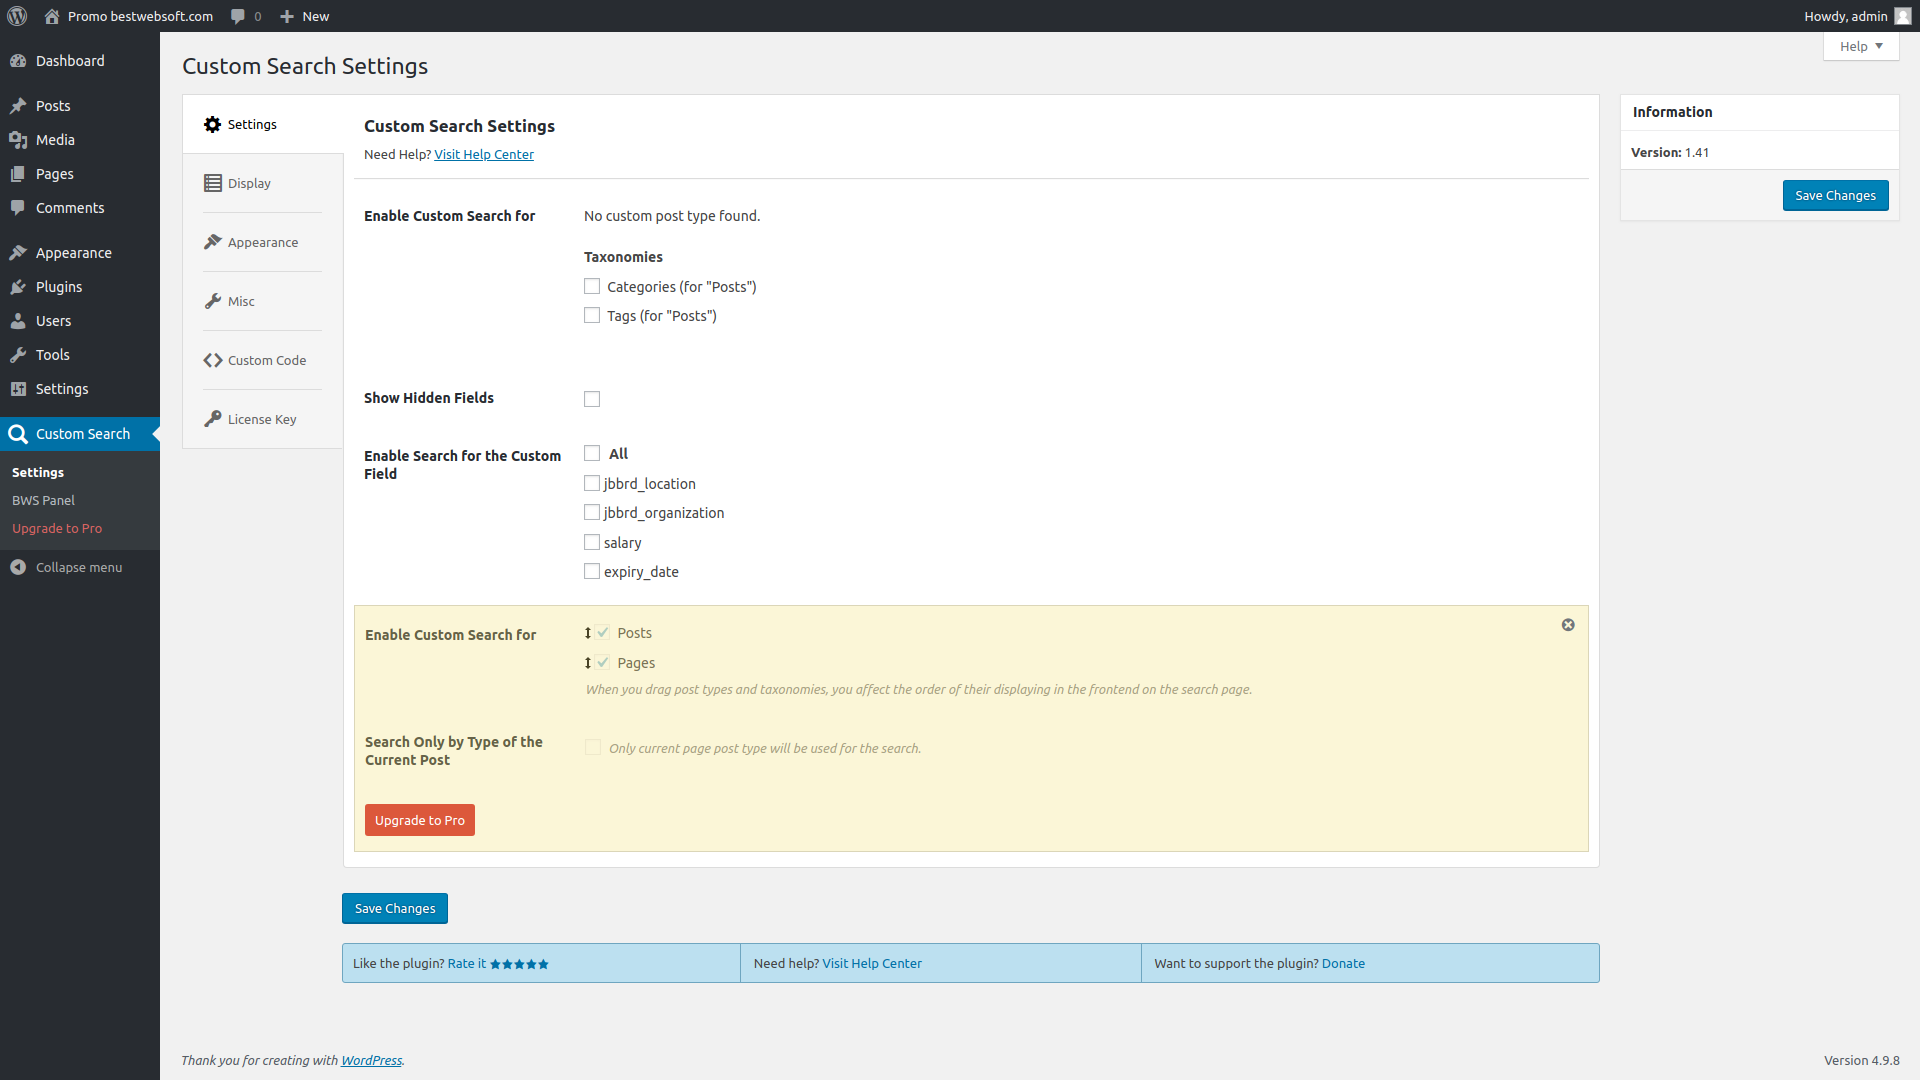 Promo bestwebsoft.com 0 New Howdy, admin
Help
Dashboard
Posts
Media
Pages
Comments
Appearance
Plugins
Users
Tools
Settings
Custom Search
Settings
BWS Panel
Upgrade to Pro
Collapse menu
Custom Search Settings
Settings
Display
Appearance
Misc
Custom Code
License Key
Custom Search Settings
Need Help? Visit Help Center
Enable Custom Search for
No custom post type found.
Taxonomies
Categories (for "Posts")
Tags (for "Posts")
Show Hidden Fields
Enable Search for the Custom
Field
All
jbbrd_location
jbbrd_organization
salary
expiry_date
Enable Custom Search for
Posts
Pages
When you drag post types and taxonomies, you affect the order of their displaying in the frontend on the search page.
Search Only by Type of the
Current Post
Only current page post type will be used for the search.
Upgrade to Pro
Information
Version: 1.41
Save Changes
Save Changes
Like the plugin? Rate it
Need help? Visit Help Center
Want to support the plugin? Donate
Thank you for creating with WordPress.
Version 4.9.8